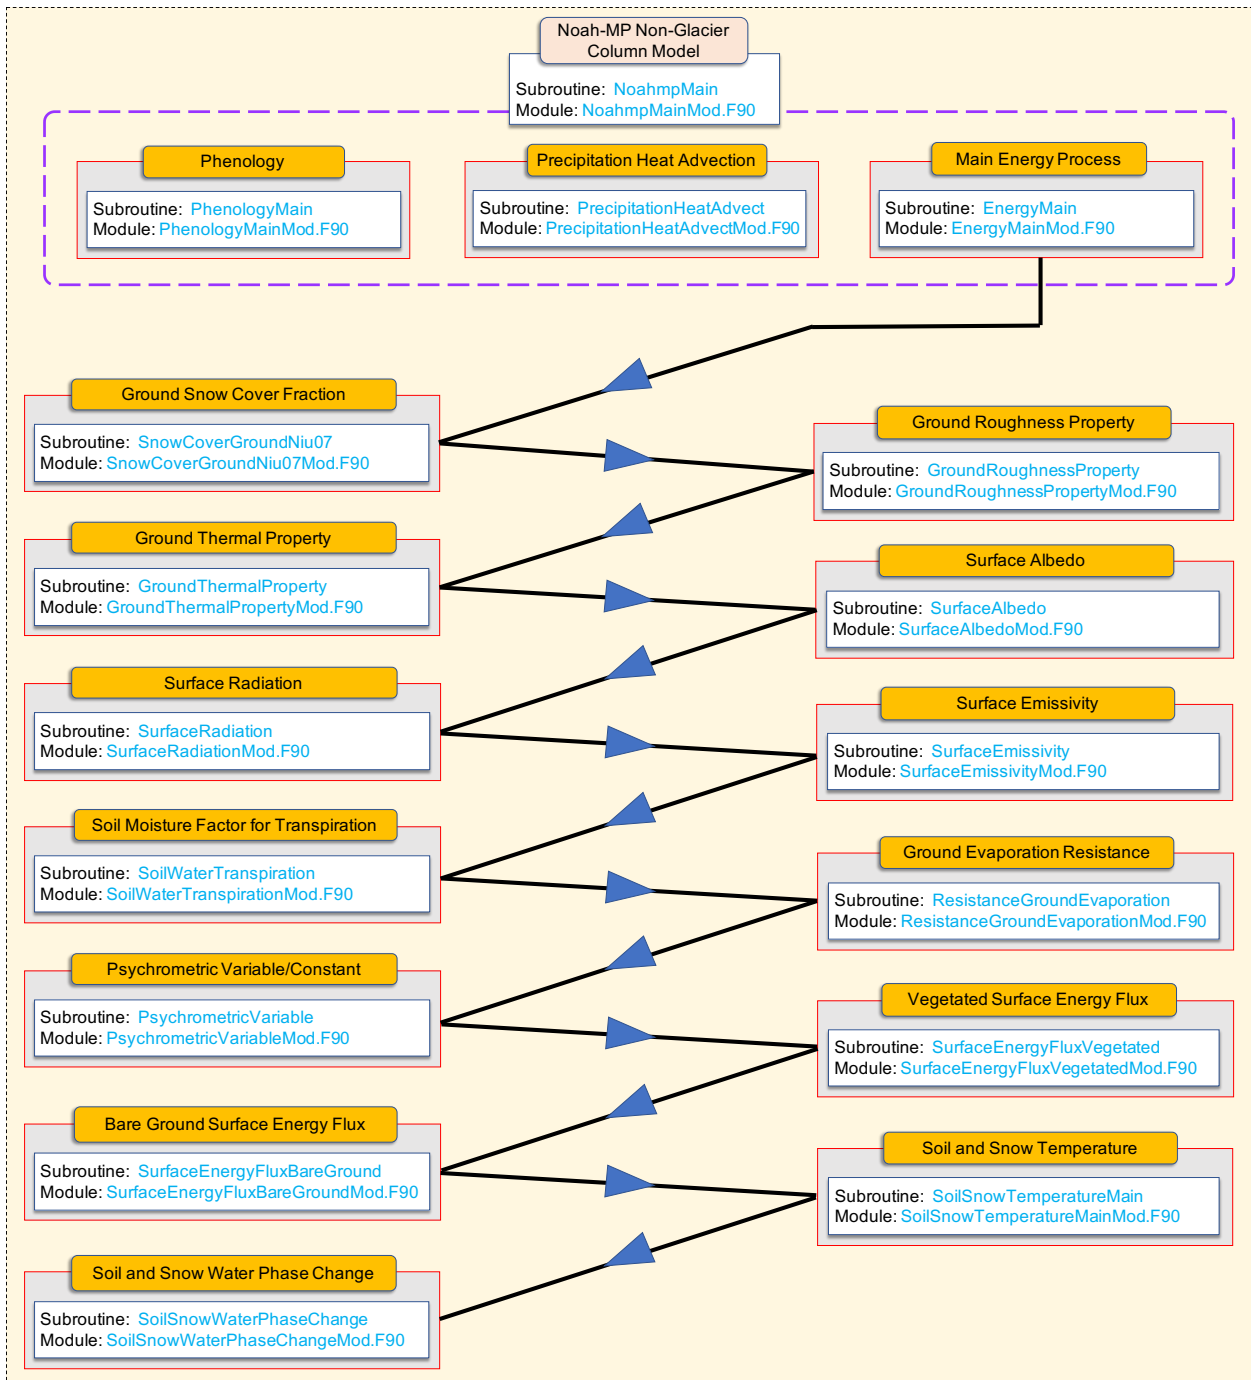 Noah-MP Non-Glacier
Column Model
Subroutine: NoahmpMain
Module: NoahmpMainMod.F90
Phenology
Subroutine: PhenologyMain
Module: PhenologyMainMod.F90
Precipitation Heat Advection
Subroutine: PrecipitationHeatAdvect
Module: PrecipitationHeatAdvectMod.F90
Main Energy Process
Subroutine: EnergyMain
Module: EnergyMainMod.F90
Ground Snow Cover Fraction
Subroutine: SnowCoverGroundNiu07
Module: SnowCoverGroundNiu07Mod.F90
Ground Roughness Property
Subroutine: GroundRoughnessProperty
Module: GroundRoughnessPropertyMod.F90
Ground Thermal Property
Subroutine: GroundThermalProperty
Module: GroundThermalPropertyMod.F90
Surface Albedo
Subroutine: SurfaceAlbedo
Module: SurfaceAlbedoMod.F90
Surface Radiation
Subroutine: SurfaceRadiation
Module: SurfaceRadiationMod.F90
Surface Emissivity
Subroutine: SurfaceEmissivity
Module: SurfaceEmissivityMod.F90
Soil Moisture Factor for Transpiration
Subroutine: SoilWaterTranspiration
Module: SoilWaterTranspirationMod.F90
Ground Evaporation Resistance
Subroutine: ResistanceGroundEvaporation
Module: ResistanceGroundEvaporationMod.F90
Psychrometric Variable/Constant
Subroutine: PsychrometricVariable
Module: PsychrometricVariableMod.F90
Vegetated Surface Energy Flux
Subroutine: SurfaceEnergyFluxVegetated
Module: SurfaceEnergyFluxVegetatedMod.F90
Bare Ground Surface Energy Flux
Subroutine: SurfaceEnergyFluxBareGround
Module: SurfaceEnergyFluxBareGroundMod.F90
Soil and Snow Temperature
Subroutine: SoilSnowTemperatureMain
Module: SoilSnowTemperatureMainMod.F90
Soil and Snow Water Phase Change
Subroutine: SoilSnowWaterPhaseChange
Module: SoilSnowWaterPhaseChangeMod.F90